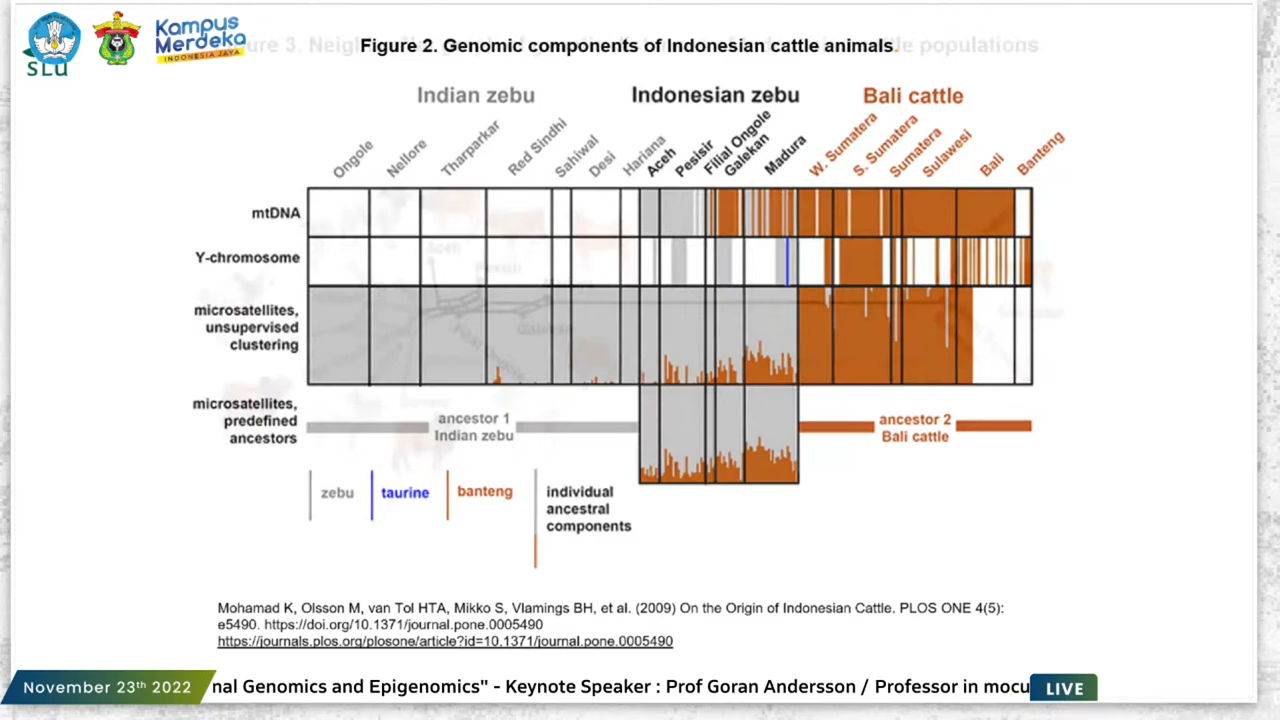 SLU
Kampus
Merdeka
INDONESIA JAYA
Figure 2. Genomic components of Indonesian cattle animals.
Indian zebu
Indonesian zebu
Bali cattle
Ongole
Nellore
Tharparkar
Red Sindhi
Sahiwal
Desi
Hariana
Aceh
Pesisir
Filial Ongole
Galekan
Madura
W. Sumatera
S. Sumatera
Sumatera
Sulawesi
Bali
Banteng
mtDNA
Y-chromosome
microsatellites,
unsupervised
clustering
microsatellites,
predefined
ancestors
ancestor 1
Indian zebu
ancestor 2
Bali cattle
zebu
taurine
banteng
individual
ancestral
components
Mohamad K, Olsson M, van Tol HTA, Mikko S, Vlamings BH, et al. (2009) On the Origin of Indonesian Cattle. PLOS ONE 4(5):
e5490. https://doi.org/10.1371/journal.pone.0005490
https://journals.plos.org/plosone/article?id=10.1371/journal.pone.0005490
November 23th 2022
nal Genomics and Epigenomics" - Keynote Speaker : Prof Goran Andersson / Professor in mocu
LIVE